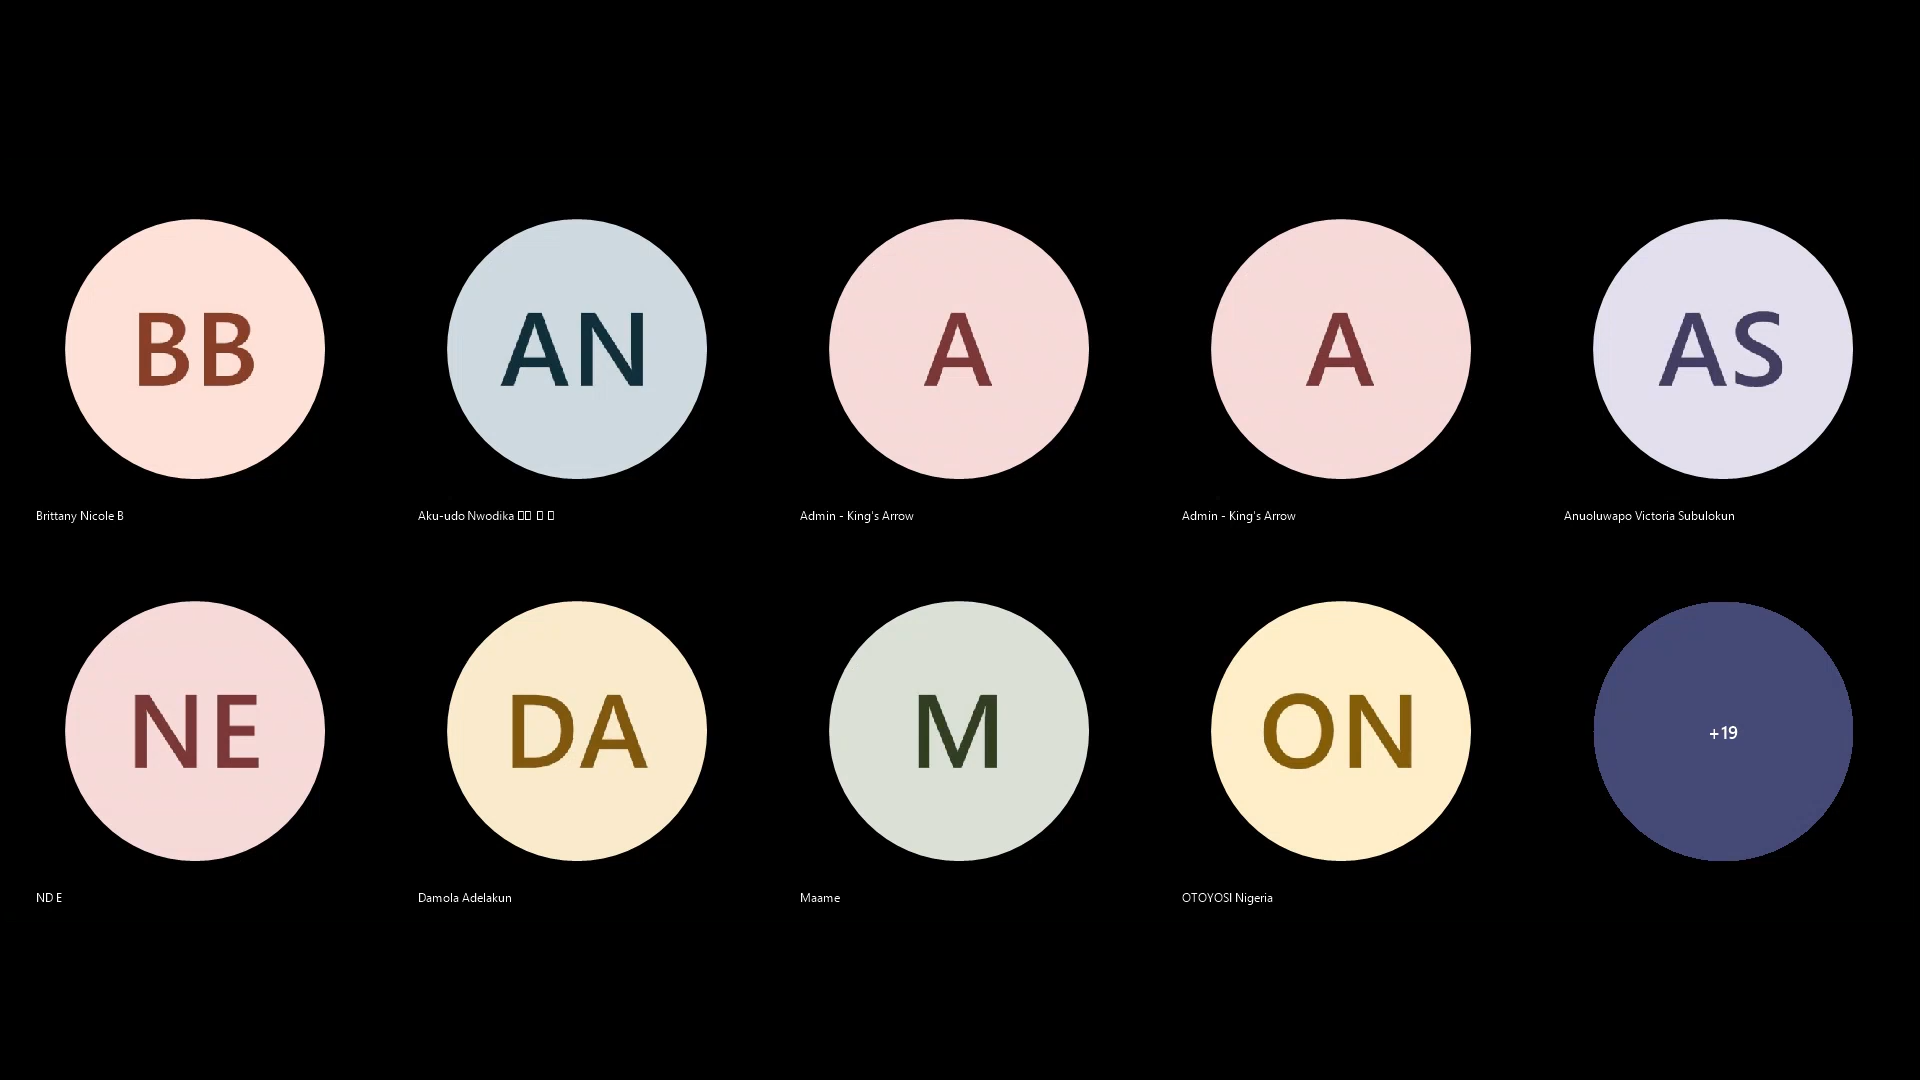 BB
AN
A
A
AS
Brittany Nicole B
Aku-udo Nwodika
Admin - King's Arrow
Admin - King's Arrow
Anuoluwapo Victoria Subulokun
NE
DA
M
ON
+19
ND E
Damola Adelakun
Maame
OTOYOSI Nigeria